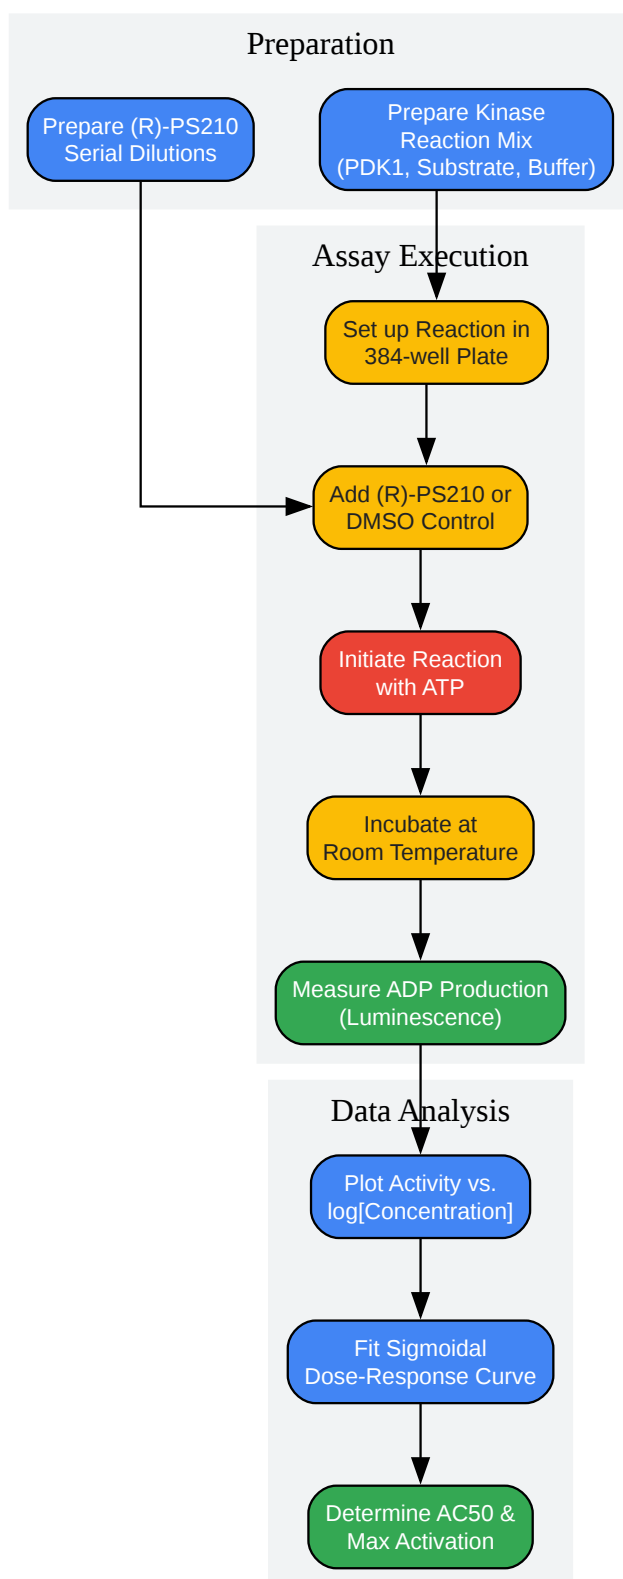 Preparation
Prepare (R)-PS210
Serial Dilutions
Prepare Kinase
Reaction Mix
(PDK1, Substrate, Buffer)
Assay Execution
Set up Reaction in
384-well Plate
Add (R)-PS210 or
DMSO Control
Initiate Reaction
with ATP
Incubate at
Room Temperature
Measure ADP Production
(Luminescence)
Data Analysis
Plot Activity vs.
log[Concentration]
Fit Sigmoidal
Dose-Response Curve
Determine AC50 &
Max Activation